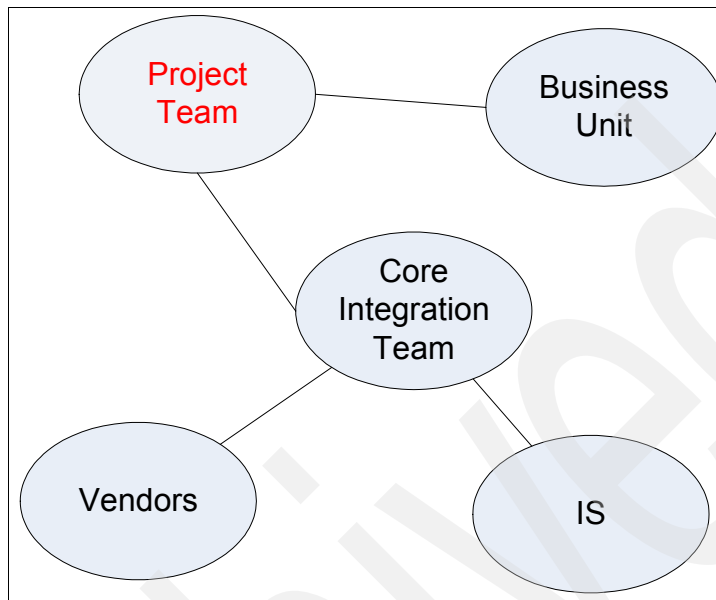 Project
Team
Business
Unit
Core
Integration
Team
Vendors
IS